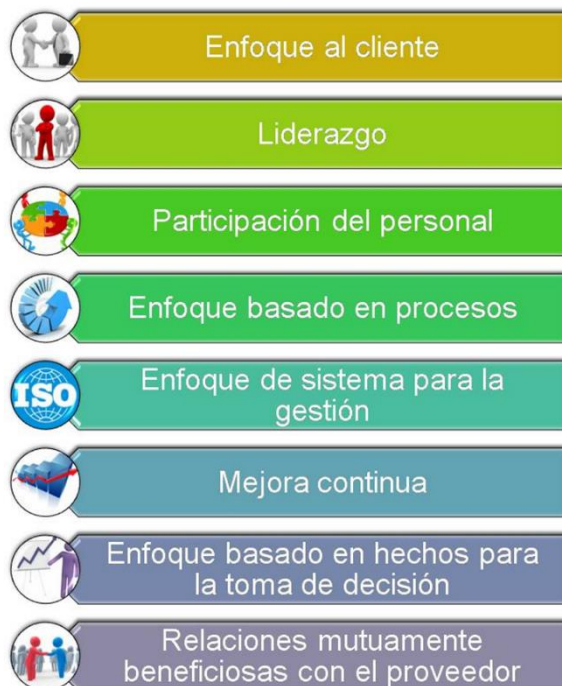 Enfoque al cliente
Liderazgo
Participación del personal
Enfoque basado en procesos
ISO
Enfoque de sistema para la
gestión
Mejora continua
Enfoque basado en hechos para
la toma de decisión
Relaciones mutuamente
beneficiosas con el proveedor